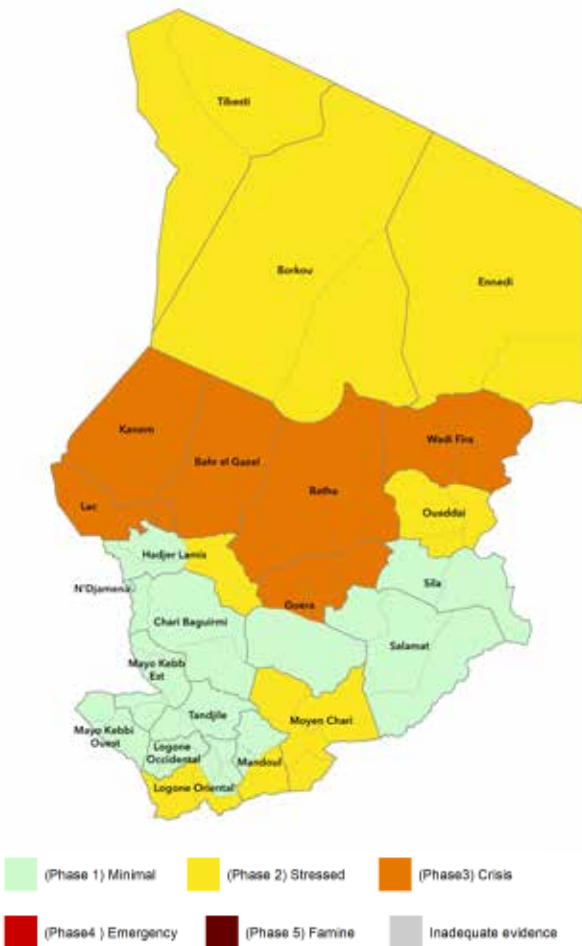 Tibesti
Borkou
Ennedi
Kanem
Wadi Fira
Bahr el Gazel
Batha
Lac
Ouaddai
Hadjer Lamis
Sila
N'Djamena
Guera
Chari Baguirmi
Salamat
Mayo Kebb
Est
Tandjile
Moyen Chari
Mayo Kebbi
Ouest
Logone
Occidental
Mandoul
Logone Oriental
(Phase 1) Minimal
(Phase 2) Stressed
(Phase3) Crisis
(Phase4 ) Emergency
(Phase 5) Famine
Inadequate evidence